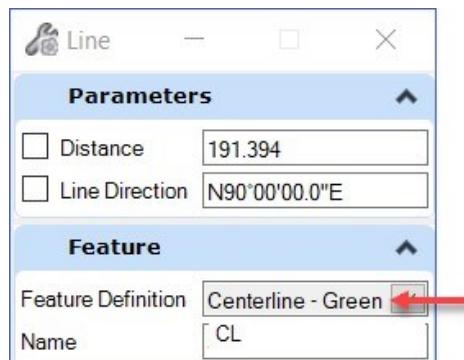 Line
Parameters
Distance 191.394
Line Direction N90°00'00.0"E
Feature
Feature Definition Centerline - Green
Name CL